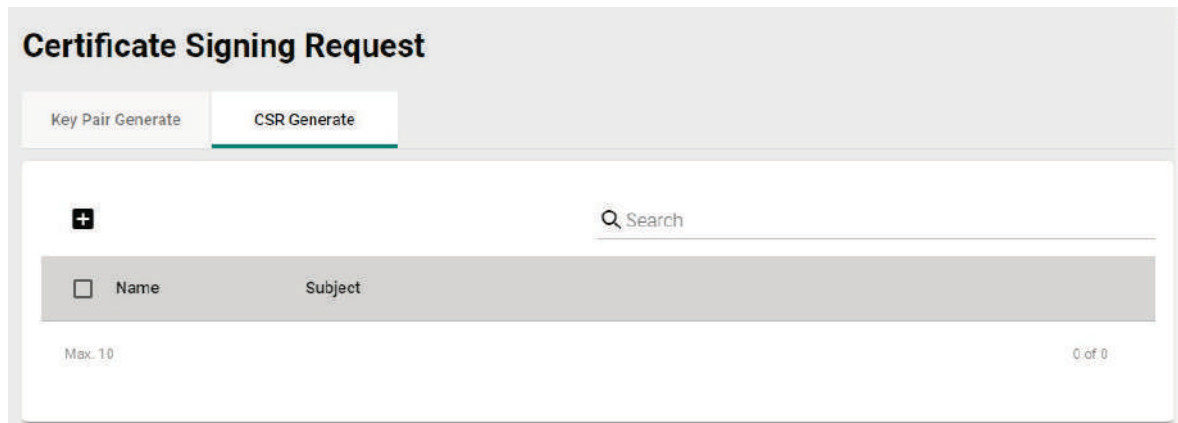 Certificate Signing Request
Key Pair Generate CSR Generate
Search
Name Subject
Max. 10 0 of 0